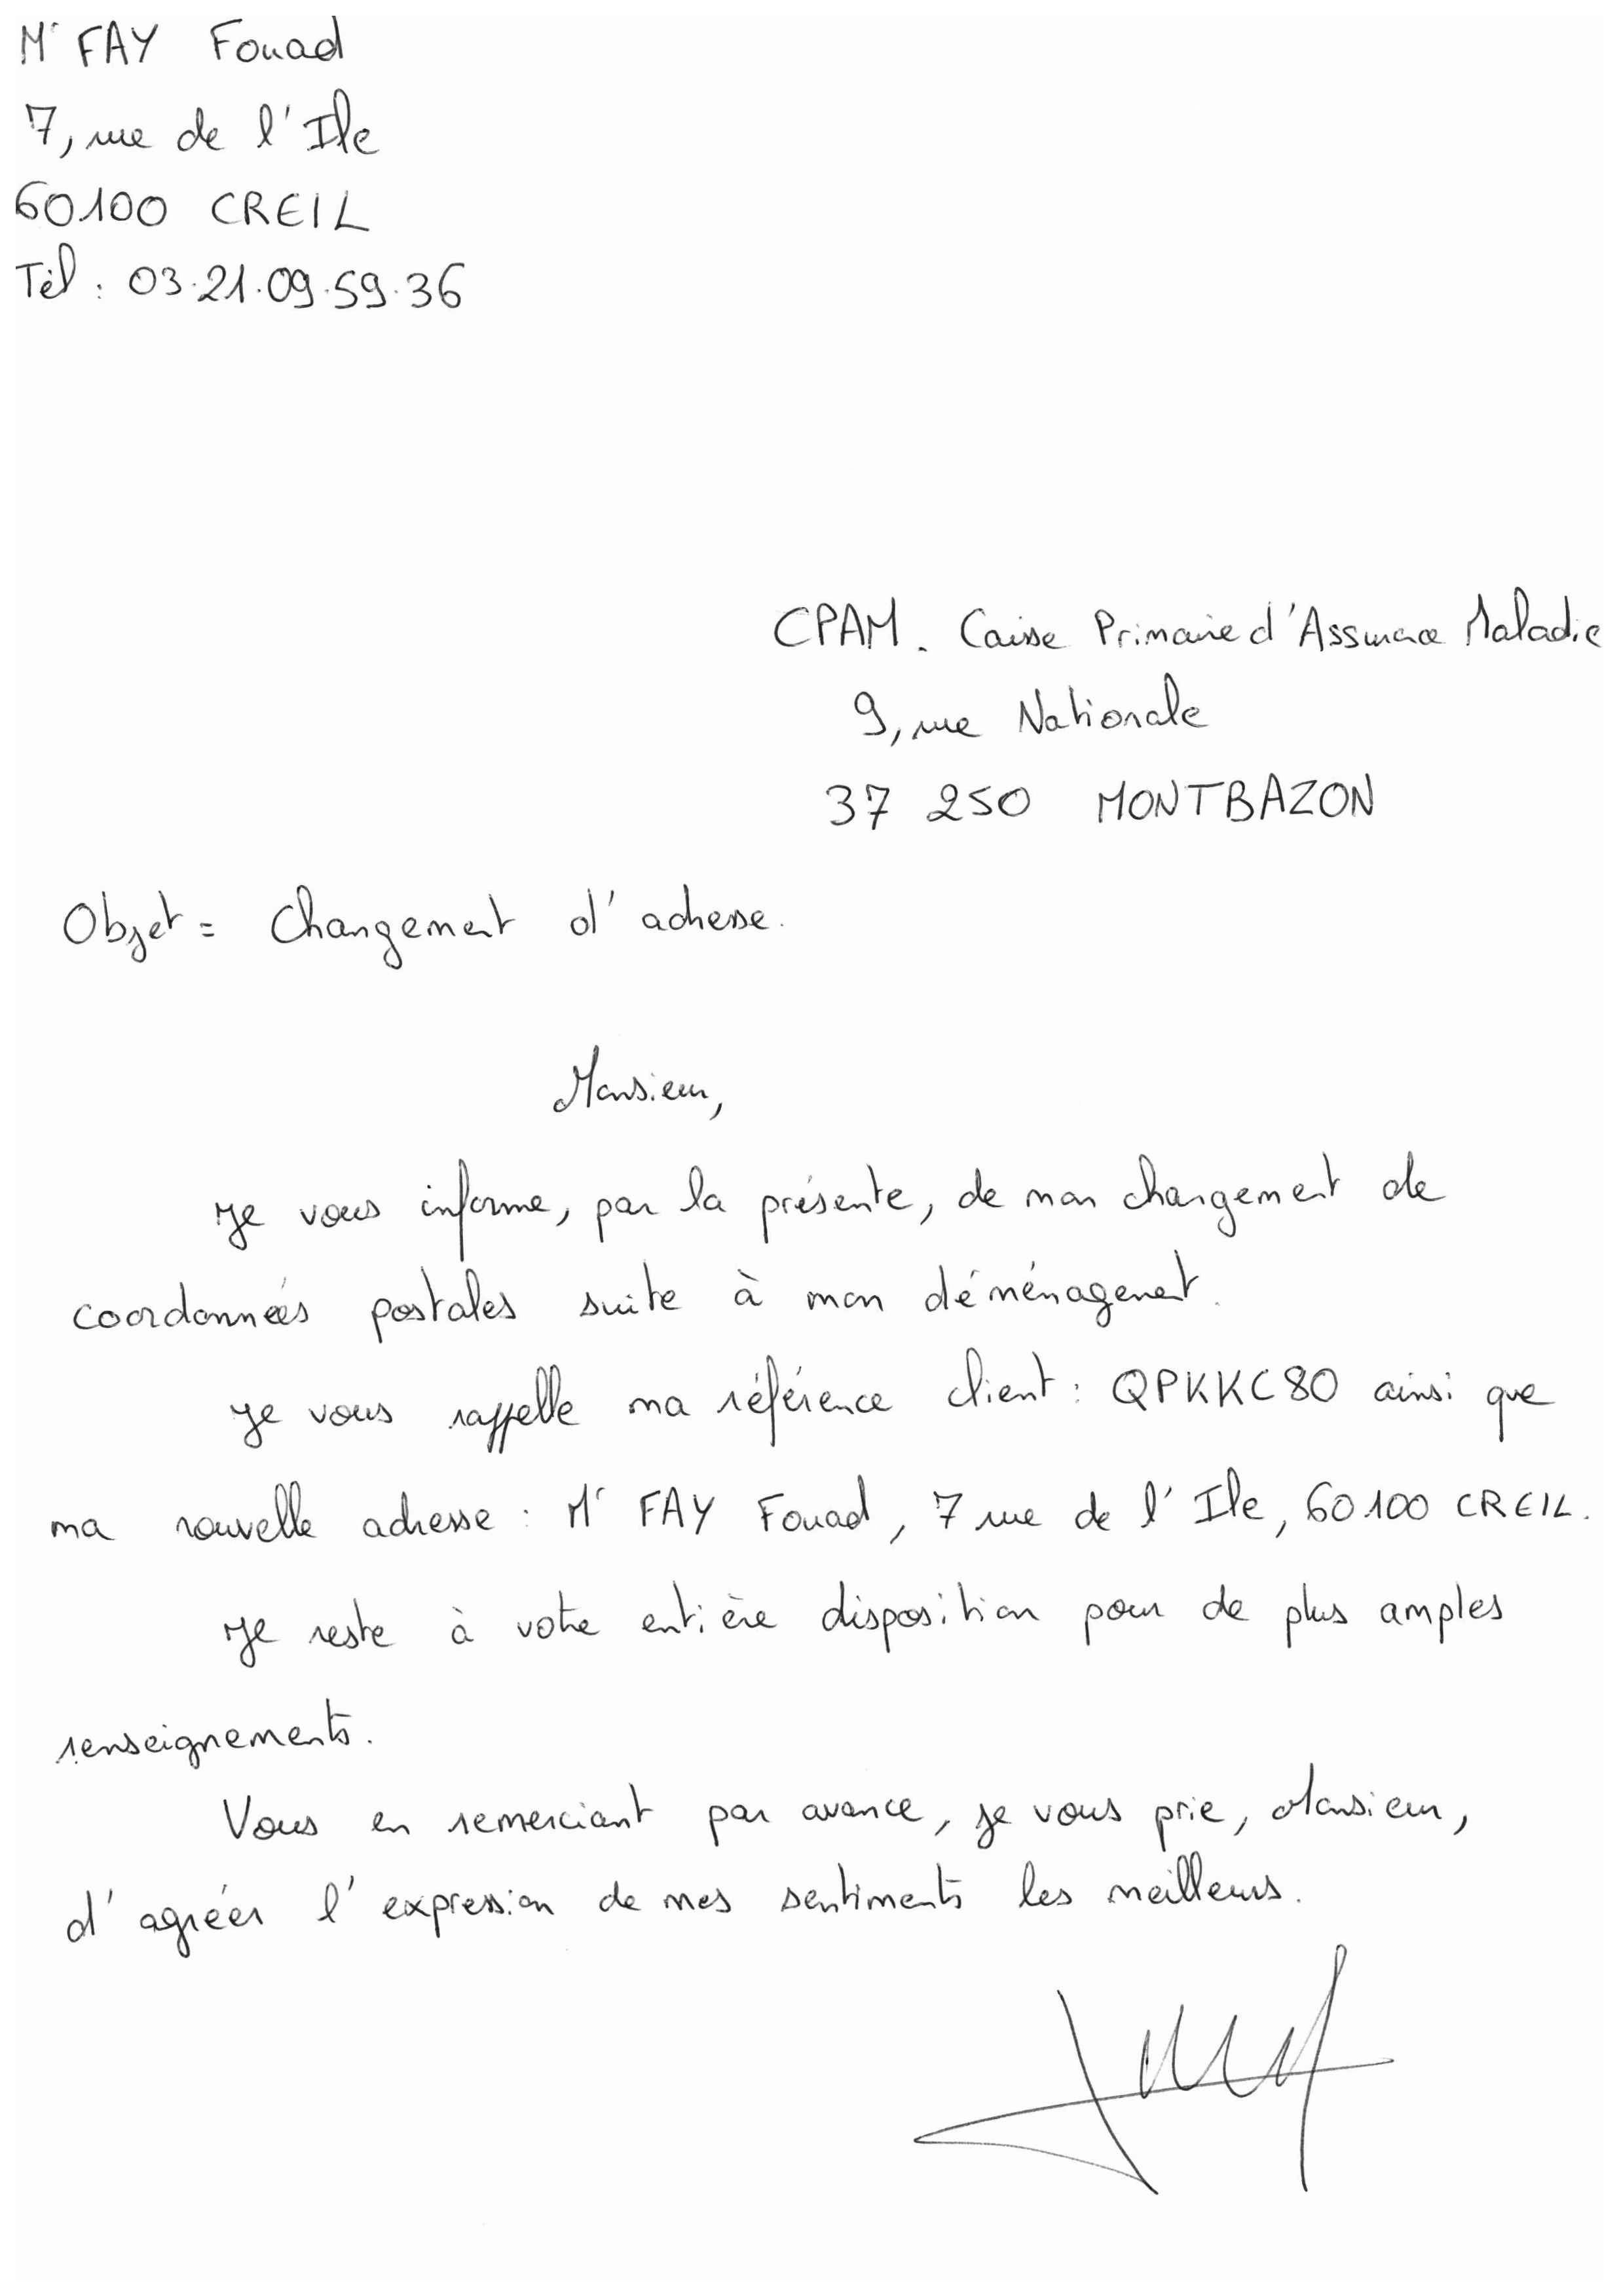 Mr FAY Fouad
7, rue de l'Ile
60100 CREIL
Tél : 03.21.09.59.36
CPAM. Caisse Primaire d'Assurance Maladie
9, rue Nationale
37 250 MONTBAZON
Objet = Changement d'adresse.
Monsieur,
Je vous informe, par la présente, de mon changement de
coordonnées postales suite à mon déménagement.
Je vous rappelle ma référence client : QPKKC80 ainsi que
ma nouvelle adresse : Mr FAY Fouad, 7 rue de l'Ile, 60100 CREIL.
Je reste à votre entière disposition pour de plus amples
renseignements.
Vous en remerciant par avance, je vous prie, Monsieur,
d'agréer l'expression de mes sentiments les meilleurs.